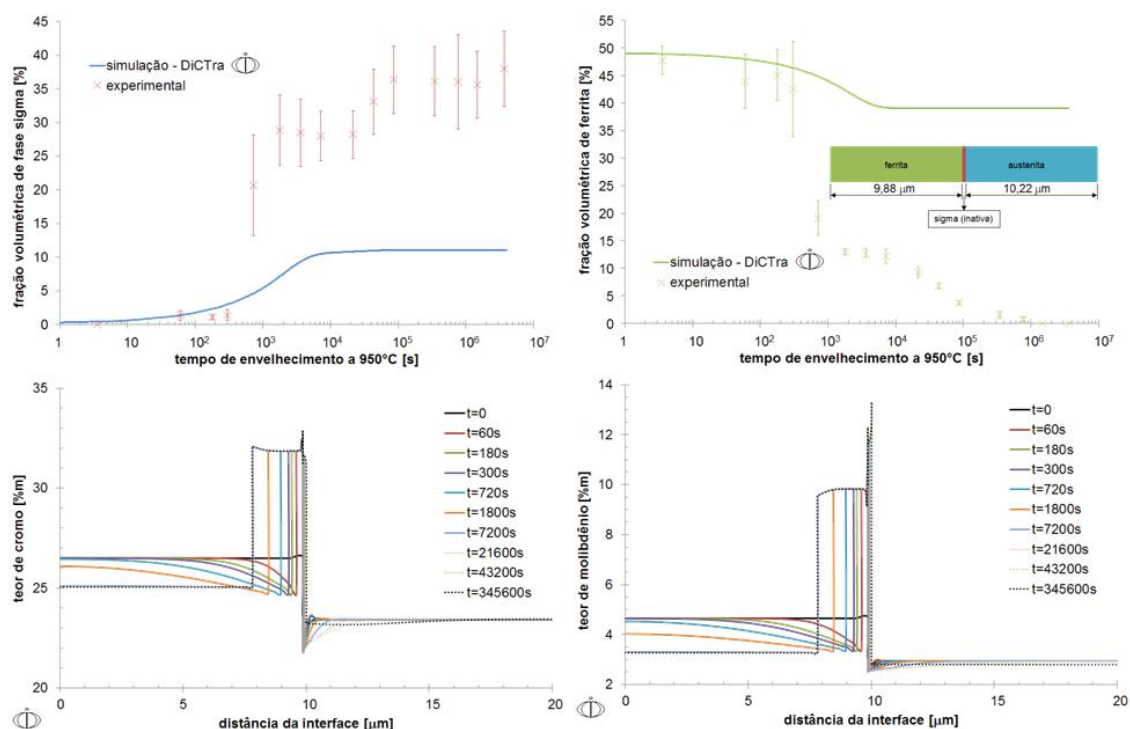 fração volumétrica de fase sigma [%]
45
40
35
30
25
20
15
10
5
0
simulação - DiCTra
experimental
1
10¹
10²
10³
10⁴
10⁵
10⁶
10⁷
tempo de envelhecimento a 950°C [s]
fração volumétrica de ferrita [%]
60
55
50
45
40
35
30
25
20
15
10
5
0
ferrita
austenita
9,88 μm
10,22 μm
sigma (inativa)
simulação - DiCTra
experimental
1
10¹
10²
10³
10⁴
10⁵
10⁶
10⁷
tempo de envelhecimento a 950°C [s]
teor de cromo [%m]
35
30
25
20
t=0
t=60s
t=180s
t=300s
t=720s
t=1800s
t=7200s
t=21600s
t=43200s
t=345600s
0
5
10
15
20
distância da interface [μm]
teor de molibdênio [%m]
14
12
10
8
6
4
2
t=0
t=60s
t=180s
t=300s
t=720s
t=1800s
t=7200s
t=21600s
t=43200s
t=345600s
0
5
10
15
20
distância da interface [μm]